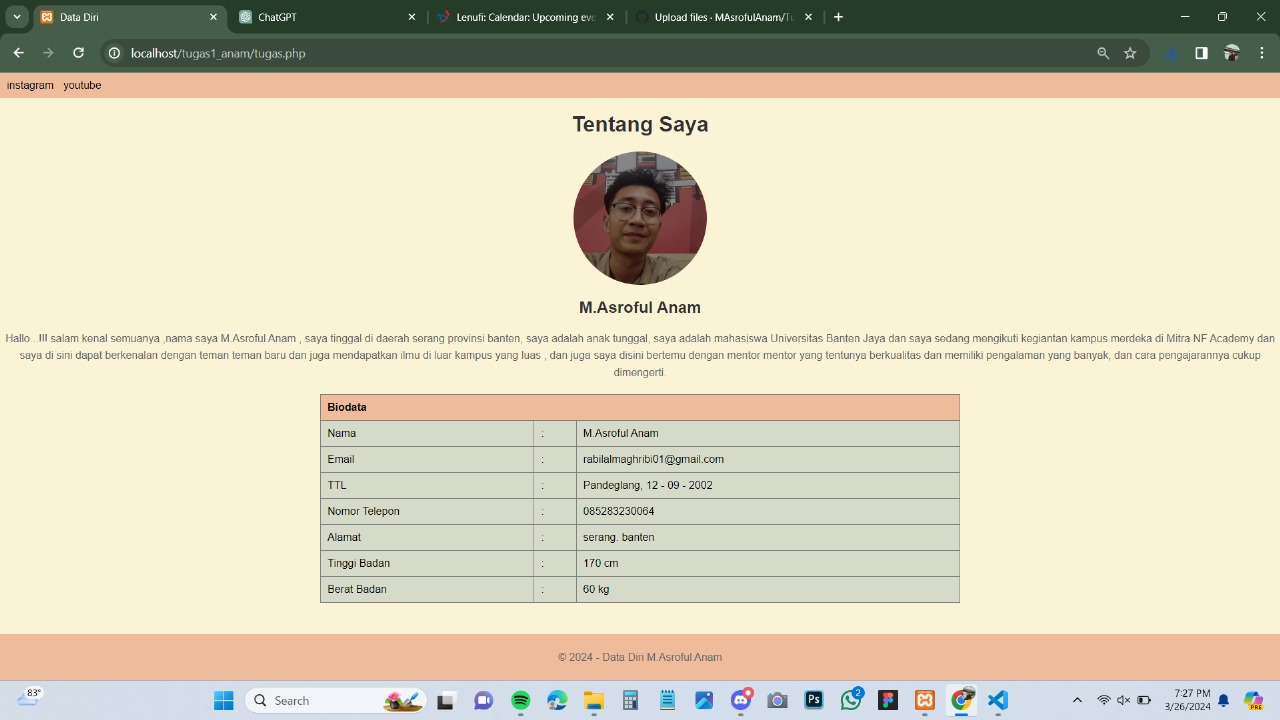 Data Diri
ChatGPT
Lenufi: Calendar: Upcoming eve
Upload files · MAsrofulAnam/Tu
localhost/tugas1_anam/tugas.php
instagram youtube
Tentang Saya
M.Asroful Anam
Hallo...III salam kenal semuanya ,nama saya M.Asroful Anam , saya tinggal di daerah serang provinsi banten, saya adalah anak tunggal, saya adalah mahasiswa Universitas Banten Jaya dan saya sedang mengikuti kegiantan kampus merdeka di Mitra NF Academy dan
saya di sini dapat berkenalan dengan teman teman baru dan juga mendapatkan ilmu di luar kampus yang luas , dan juga saya disini bertemu dengan mentor mentor yang tentunya berkualitas dan memiliki pengalaman yang banyak, dan cara pengajarannya cukup
dimengerti.
Biodata
Nama : M.Asroful Anam
Email : rabilalmaghribi01@gmail.com
TTL : Pandeglang, 12 - 09 - 2002
Nomor Telepon : 085283230064
Alamat : serang. banten
Tinggi Badan : 170 cm
Berat Badan : 60 kg
© 2024 - Data Diri M.Asroful Anam
83°
Search
Ps
2
7:27 PM
3/26/2024
PRE